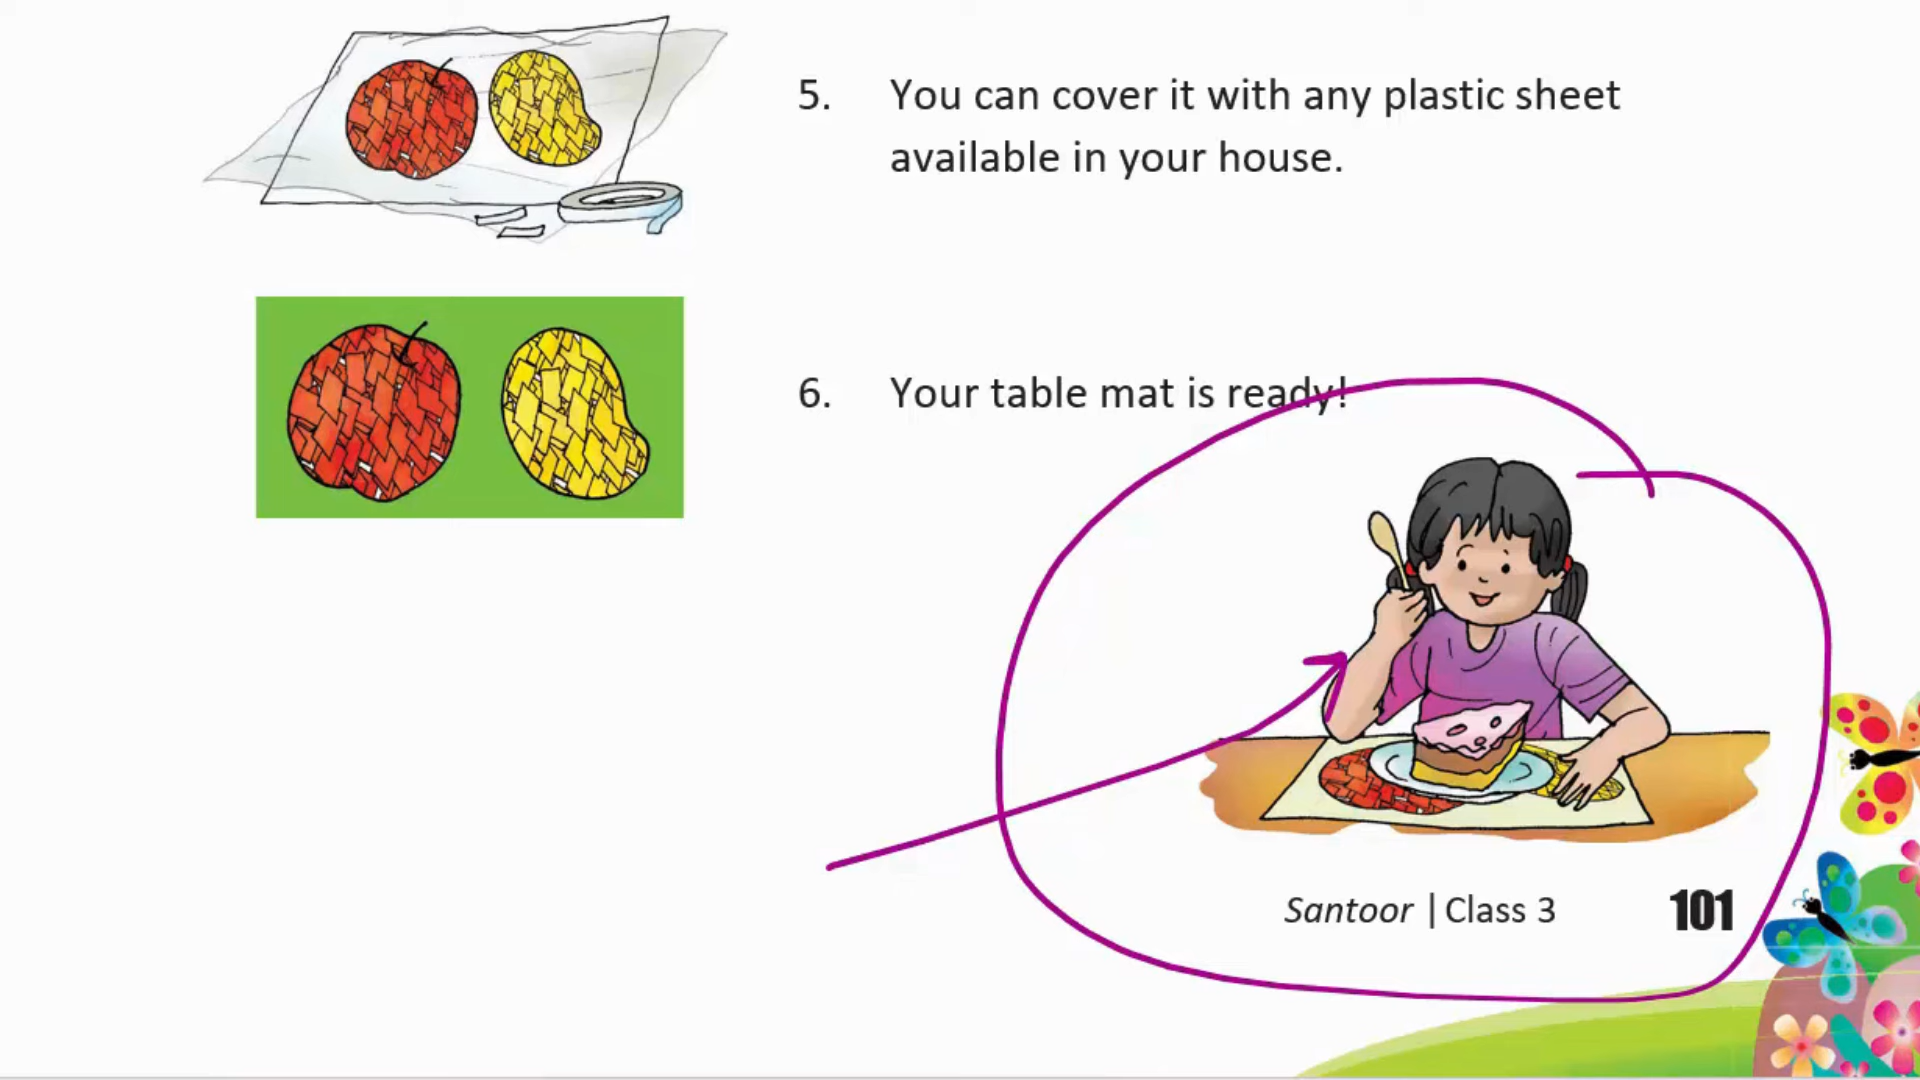 5. You can cover it with any plastic sheet
available in your house.
6. Your table mat is ready!
Santoor | Class 3 101